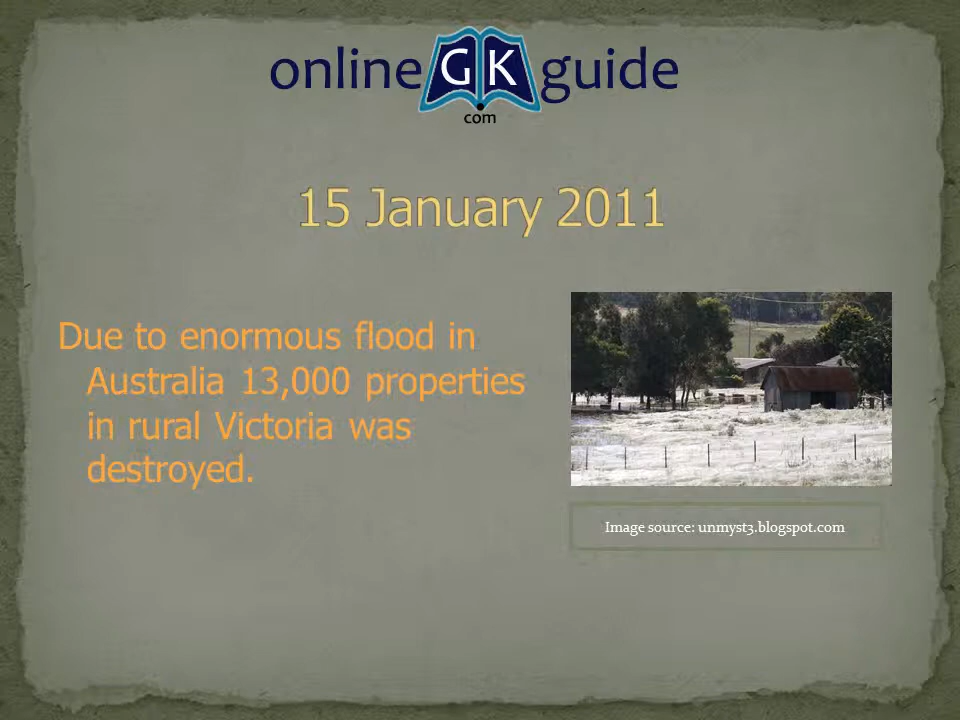 online GK guide
com
15 January 2011
Due to enormous flood in
Australia 13,000 properties
in rural Victoria was
destroyed.
Image source: unmyst3.blogspot.com